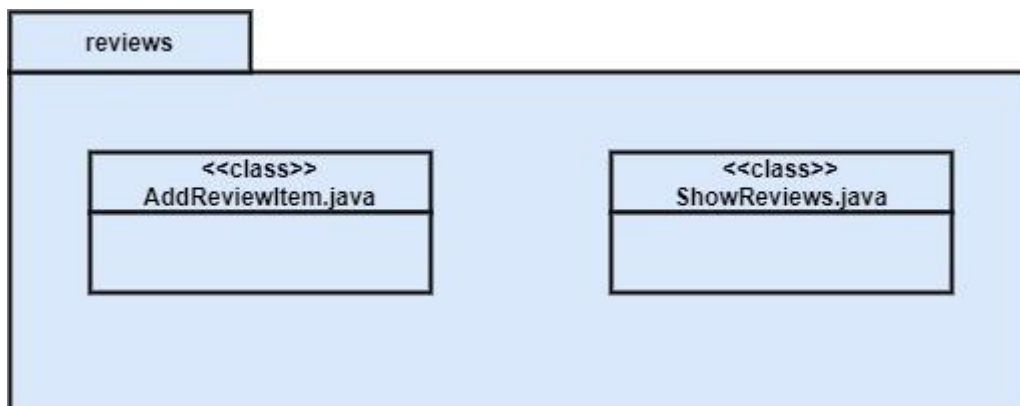 reviews
<<class>>
AddReviewItem.java
<<class>>
ShowReviews.java